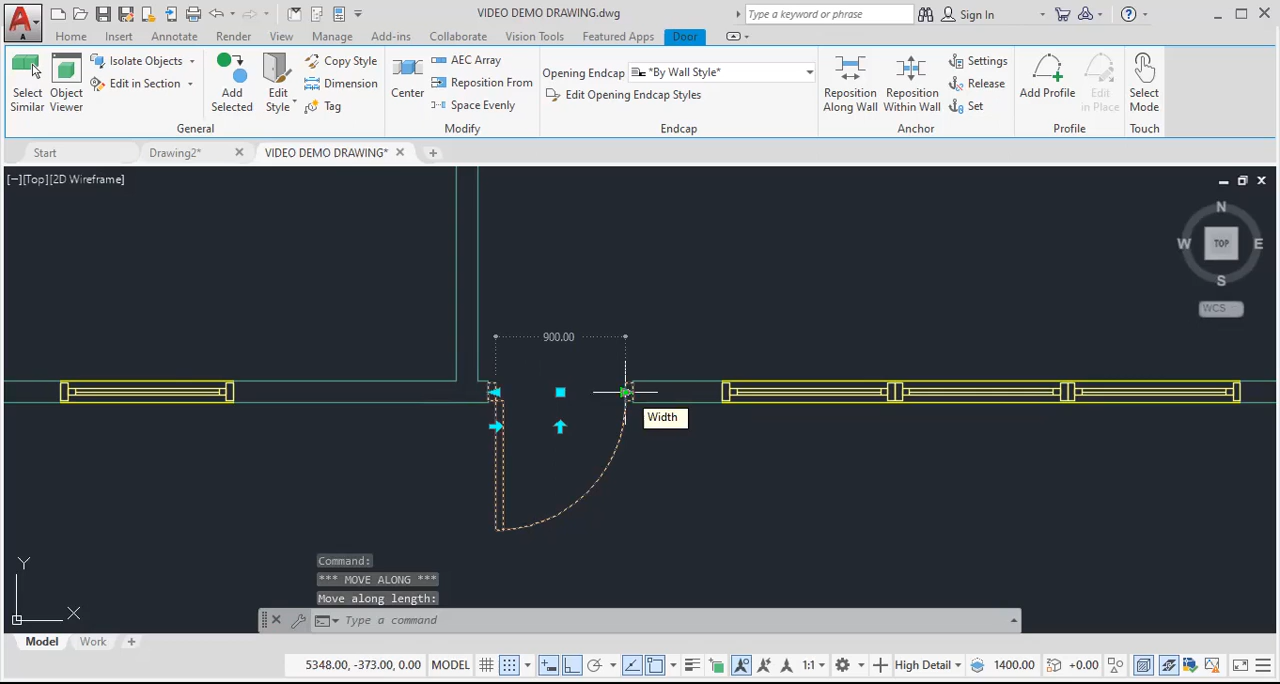 VIDEO DEMO DRAWING.dwg
Type a keyword or phrase
Sign In
A
Home
Insert
Annotate
Render
View
Manage
Add-ins
Collaborate
Vision Tools
Featured Apps
Door
Select Similar
Object Viewer
Isolate Objects
Edit in Section
General
Add Selected
Edit Style
Copy Style
Dimension
Tag
Center
AEC Array
Reposition From
Space Evenly
Modify
Opening Endcap
*By Wall Style*
Edit Opening Endcap Styles
Endcap
Reposition Along Wall
Reposition Within Wall
Settings
Release
Set
Anchor
Add Profile
Edit in Place
Profile
Select Mode
Touch
Start
Drawing2*
VIDEO DEMO DRAWING*
[−][Top][2D Wireframe]
N
W
TOP
E
S
WCS
900.00
Width
Y
X
Command:
*** MOVE ALONG ***
Move along length:
Type a command
Model
Work
5348.00, -373.00, 0.00
MODEL
1:1
High Detail
1400.00
+0.00